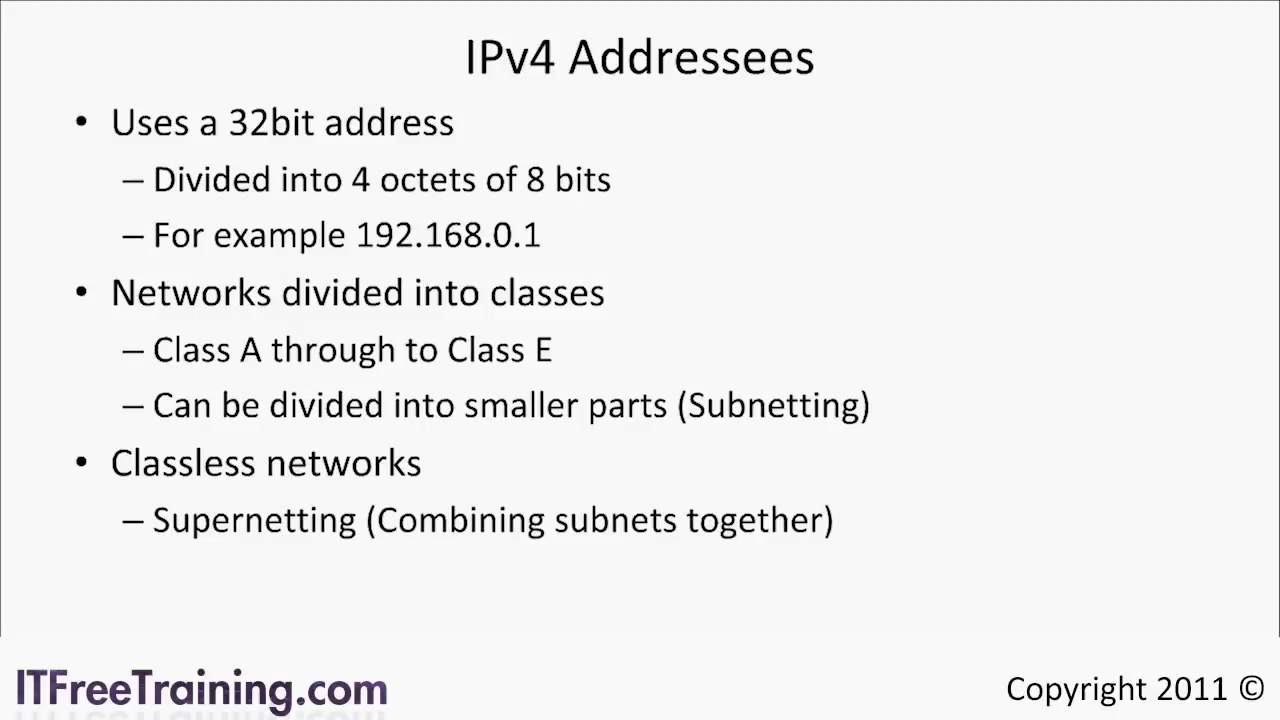 IPv4 Addressees
• Uses a 32bit address
– Divided into 4 octets of 8 bits
– For example 192.168.0.1
• Networks divided into classes
– Class A through to Class E
– Can be divided into smaller parts (Subnetting)
• Classless networks
– Supernetting (Combining subnets together)
ITFreeTraining.com
Copyright 2011 ©